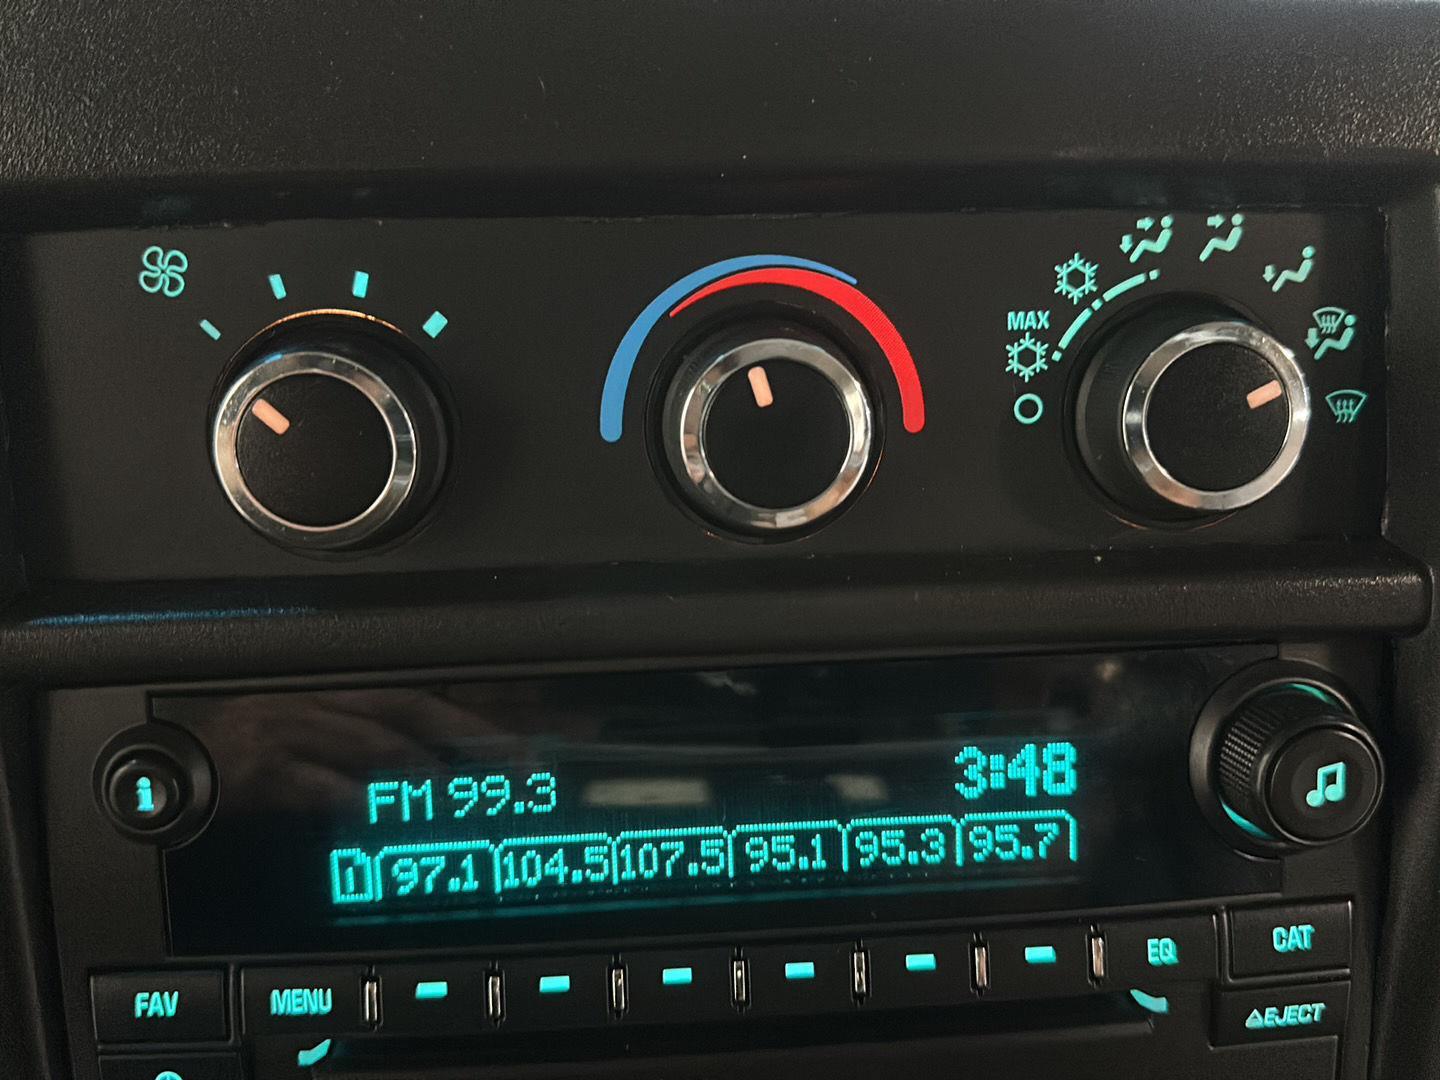 MAX
FM 99.3 3:48
1 97.1 104.5 107.5 95.1 95.3 95.7
i
FAV MENU EQ CAT
EJECT